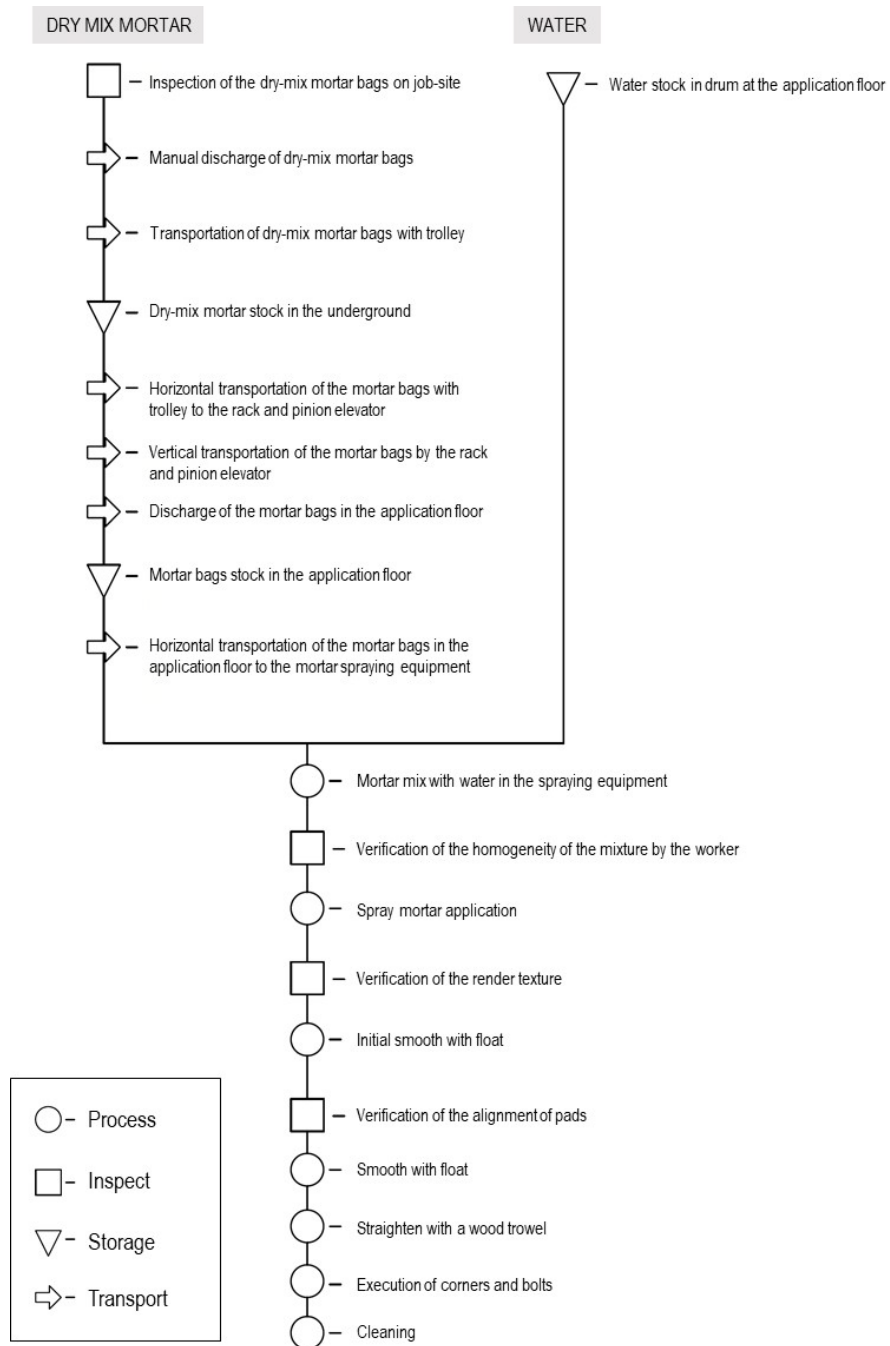 DRY MIX MORTAR
WATER
Inspection of the dry-mix mortar bags on job-site
Water stock in drum at the application floor
Manual discharge of dry-mix mortar bags
Transportation of dry-mix mortar bags with trolley
Dry-mix mortar stock in the underground
Horizontal transportation of the mortar bags with
trolley to the rack and pinion elevator
Vertical transportation of the mortar bags by the rack
and pinion elevator
Discharge of the mortar bags in the application floor
Mortar bags stock in the application floor
Horizontal transportation of the mortar bags in the
application floor to the mortar spraying equipment
Mortar mix with water in the spraying equipment
Verification of the homogeneity of the mixture by the worker
Spray mortar application
Verification of the render texture
Initial smooth with float
Verification of the alignment of pads
Smooth with float
Straighten with a wood trowel
Execution of corners and bolts
Cleaning
Process
Inspect
Storage
Transport